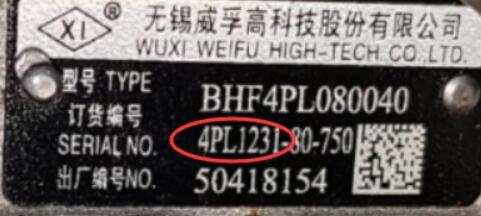 XI ® 无锡威孚高科技股份有限公司
WUXI WEIFU HIGH-TECH CO.,LTD.
型号 TYPE BHF4PL080040
订货编号
SERIAL NO. 4PL1231-80-750
出厂编号NO. 50418154